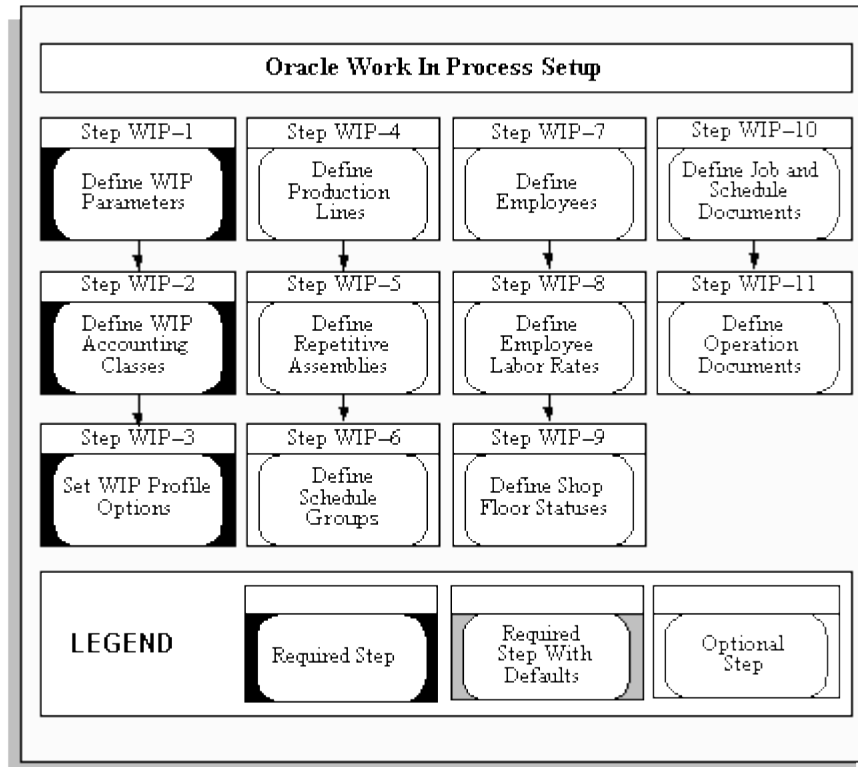 Oracle Work In Process Setup
Step WIP–1
Define WIP
Parameters
Step WIP–2
Define WIP
Accounting
Classes
Step WIP–3
Set WIP Profile
Options
Step WIP–4
Define
Production
Lines
Step WIP–5
Define
Repetitive
Assemblies
Step WIP–6
Define
Schedule
Groups
Step WIP–7
Define
Employees
Step WIP–8
Define
Employee
Labor Rates
Step WIP–9
Define Shop
Floor Statuses
Step WIP–10
Define Job and
Schedule
Documents
Step WIP–11
Define
Operation
Documents
LEGEND
Required Step
Required
Step With
Defaults
Optional
Step